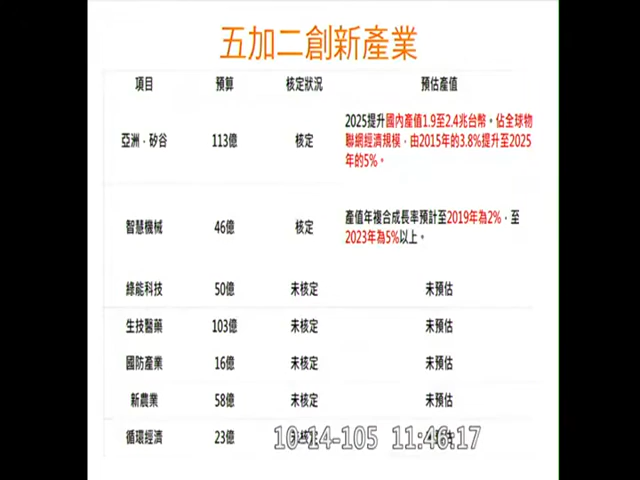 五加二創新產業
項目 預算 核定狀況 預估產值
亞洲．矽谷 113億 核定 2025提升國內產值1.9至2.4兆台幣。佔全球物
聯網經濟規模，由2015年的3.8%提升至2025
年的5%。
智慧機械 46億 核定 產值年複合成長率預計至2019年為2%，至
2023年為5%以上。
綠能科技 50億 未核定 未預估
生技醫藥 103億 未核定 未預估
國防產業 16億 未核定 未預估
新農業 58億 未核定 未預估
循環經濟 23億
10-14-105 11:46:17